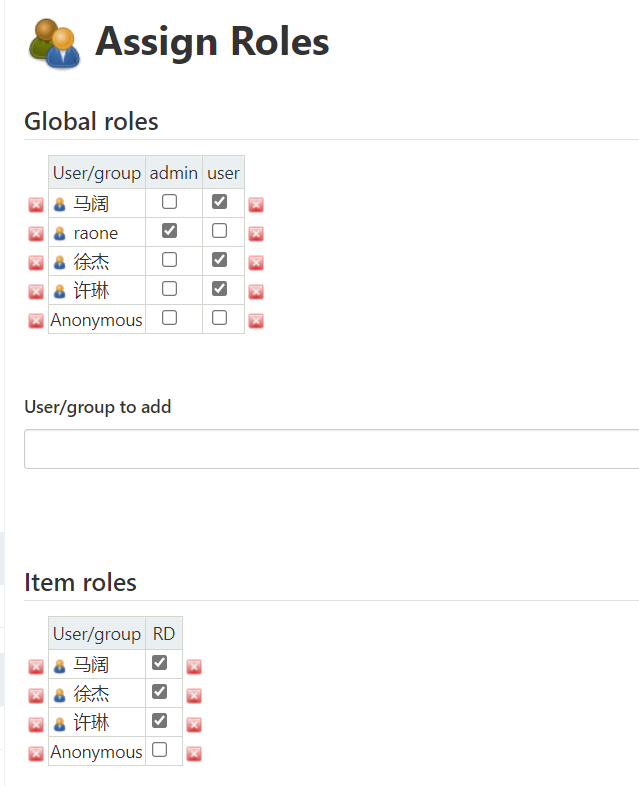 Assign Roles
Global roles
User/group admin user
马阔
raone
徐杰
许琳
Anonymous
User/group to add
Item roles
User/group RD
马阔
徐杰
许琳
Anonymous